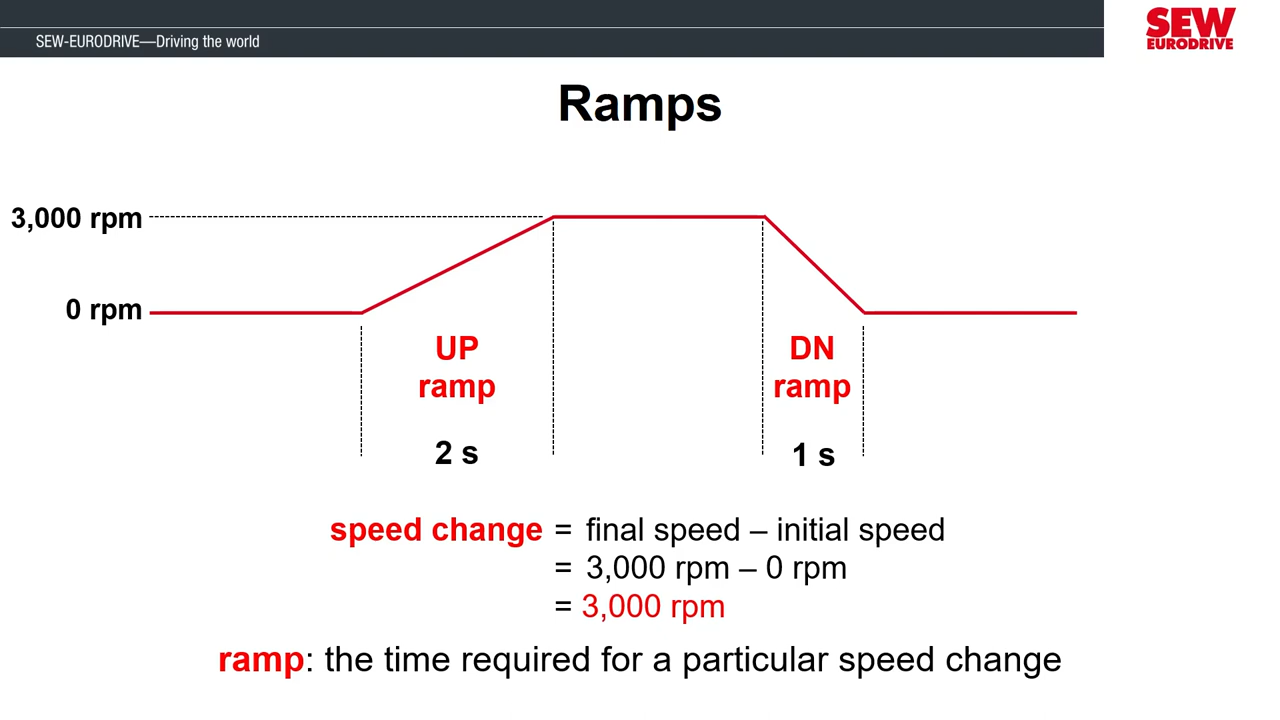 SEW-EURODRIVE—Driving the world
SEW
EURODRIVE
Ramps
3,000 rpm
0 rpm
UP
ramp
2 s
DN
ramp
1 s
speed change = final speed – initial speed
= 3,000 rpm – 0 rpm
= 3,000 rpm
ramp: the time required for a particular speed change